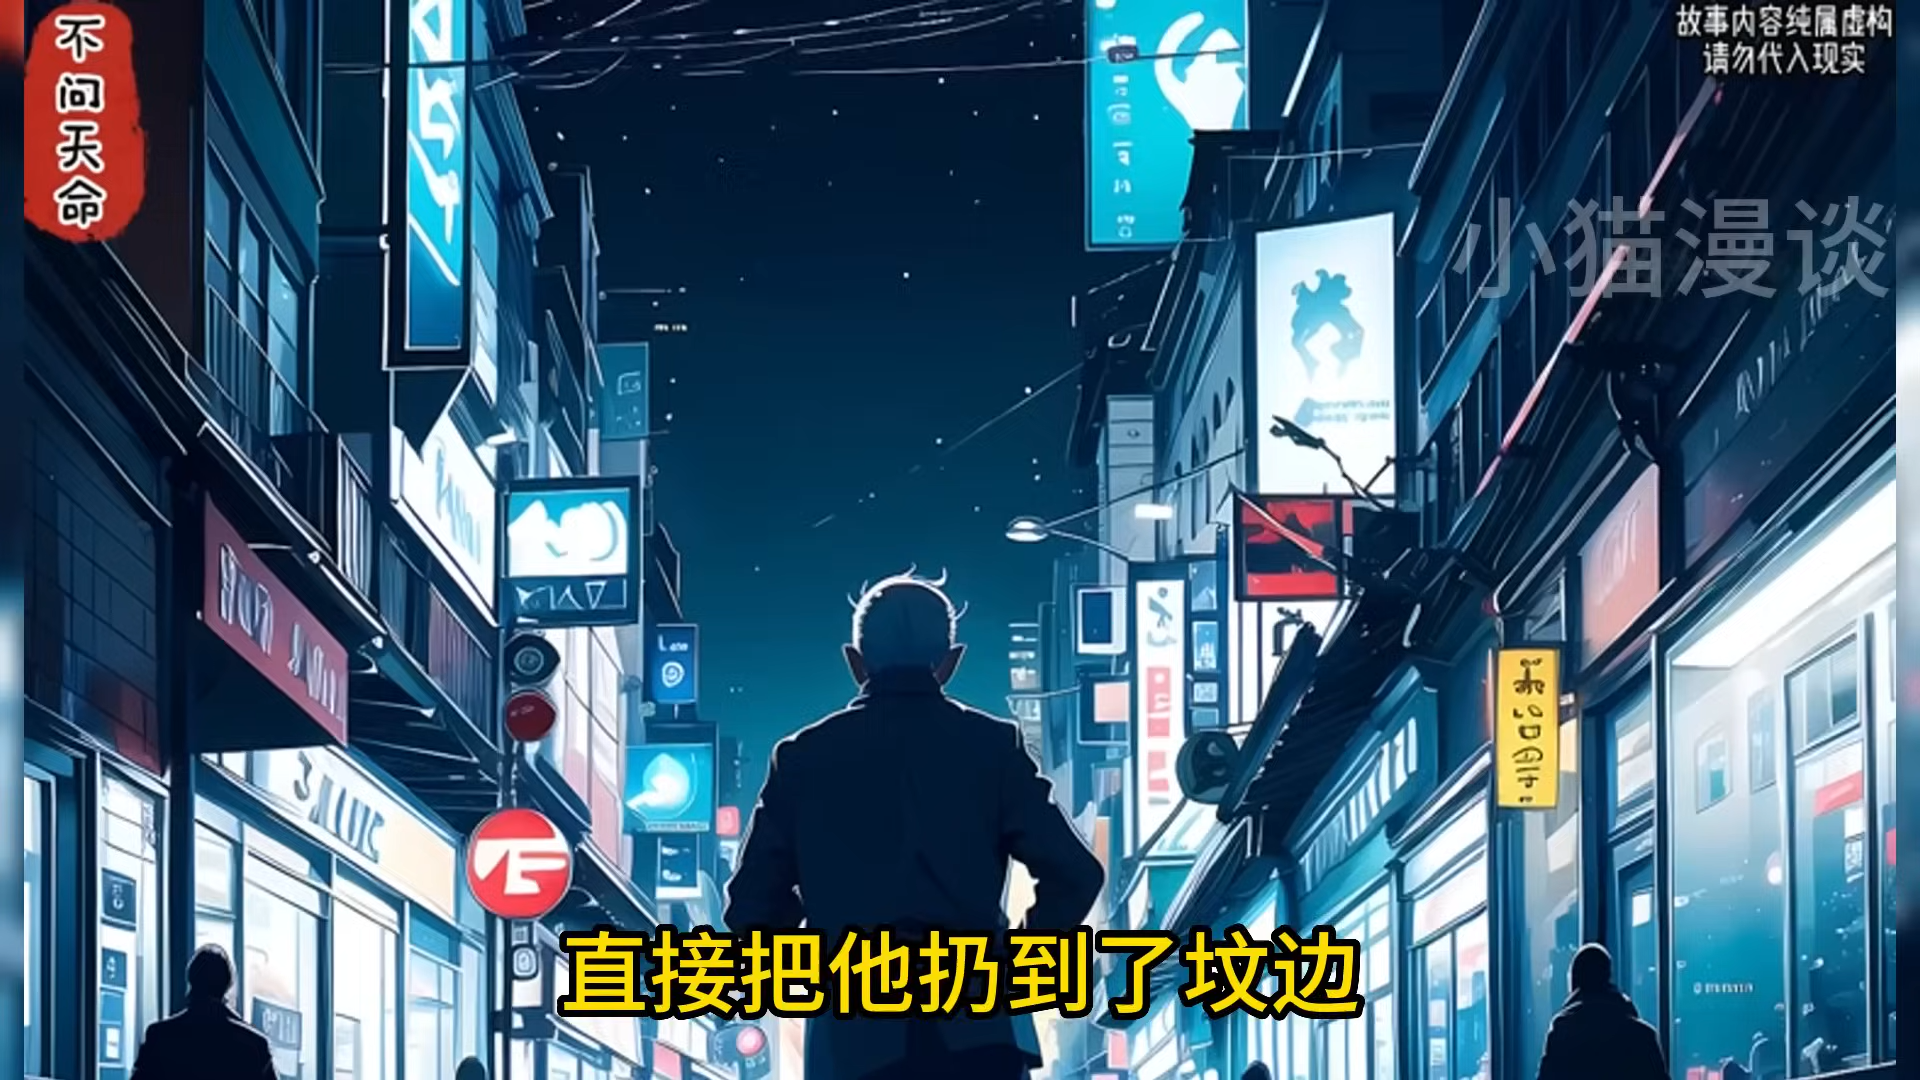 不问天命
故事内容纯属虚构
请勿代入现实
小猫漫谈
直接把他扔到了坟边